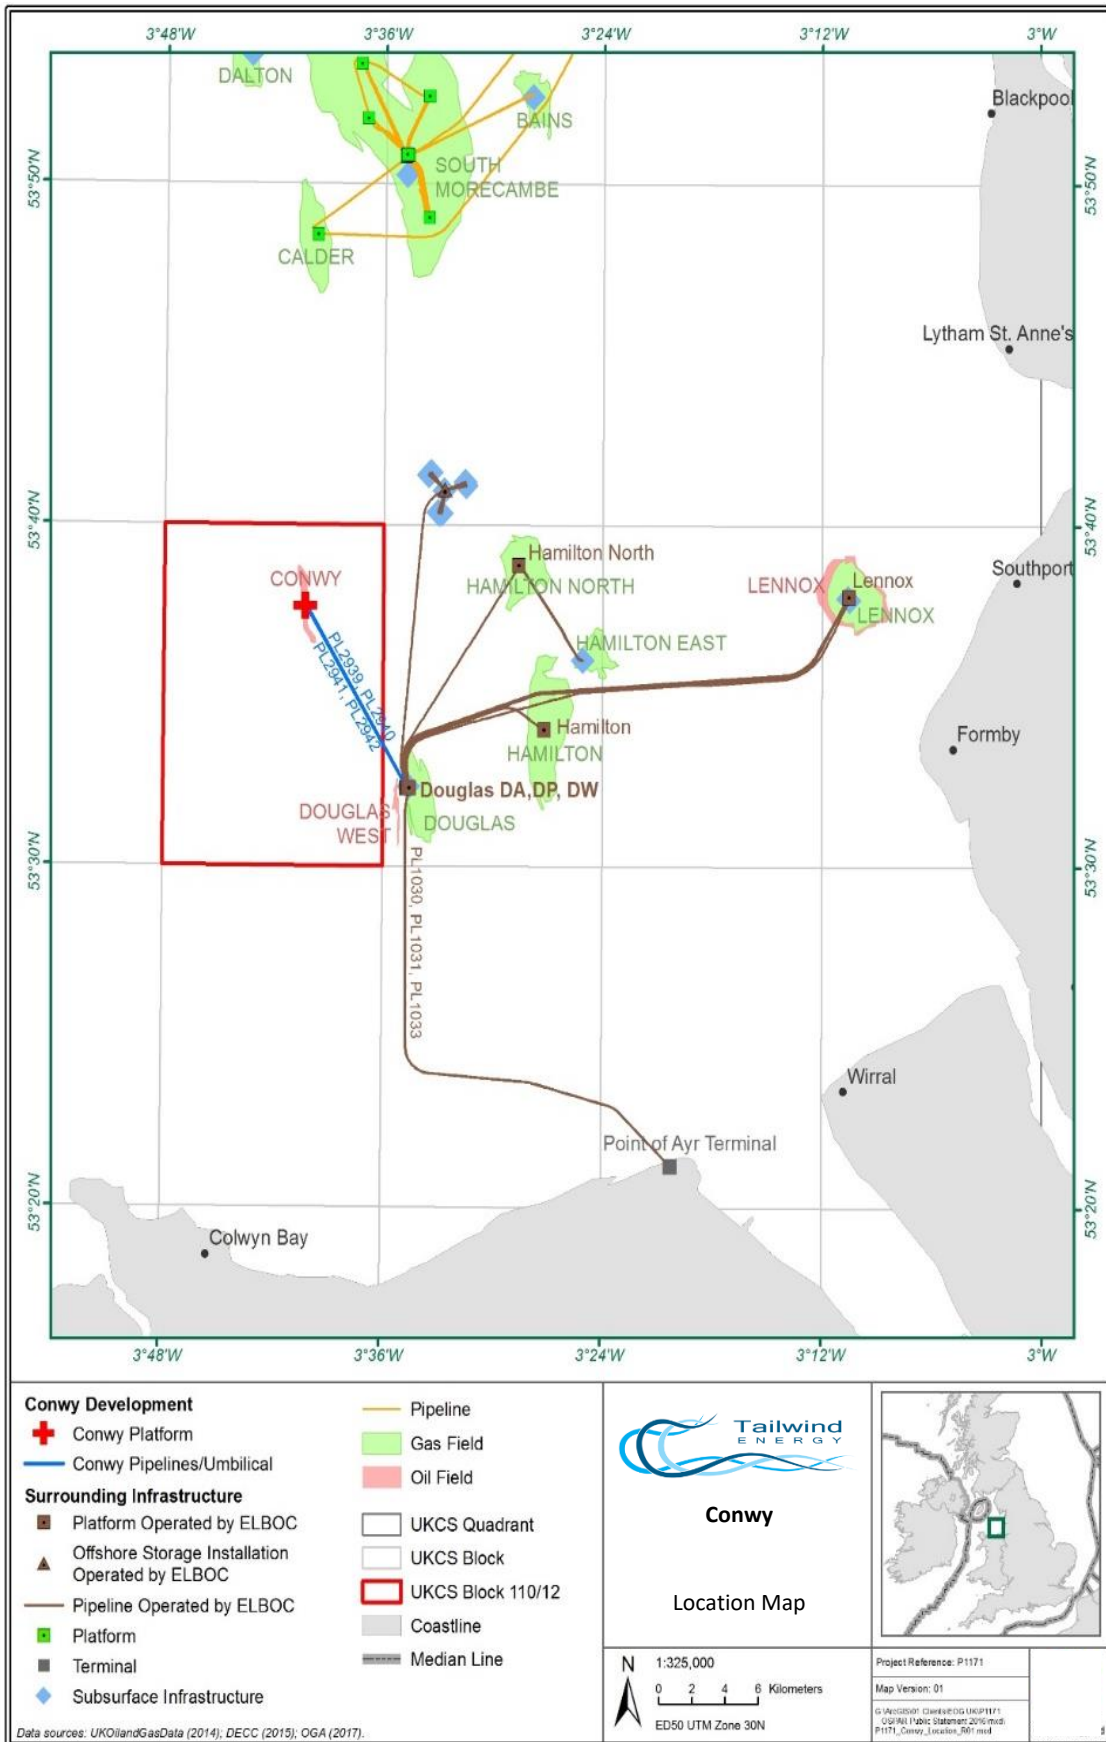 3°48'W 3°36'W 3°24'W 3°12'W 3°W
DALTON
Blackpool
BAINS
SOUTH
MORECAMBE
53°50'N
53°50'N
CALDER
Lytham St. Anne's
53°40'N
53°40'N
CONWY
Hamilton North
HAMILTON NORTH
LENNOX
Lennox
LENNOX
Southport
PL2939, PL2940
PL2941, PL2942
HAMILTON EAST
Hamilton
HAMILTON
Formby
Douglas DA,DP, DW
DOUGLAS
WEST
DOUGLAS
53°30'N
53°30'N
PL1030, PL1031, PL1033
Wirral
Point of Ayr Terminal
53°20'N
53°20'N
Colwyn Bay
3°48'W 3°36'W 3°24'W 3°12'W 3°W
Conwy Development
Conwy Platform
Conwy Pipelines/Umbilical
Surrounding Infrastructure
Platform Operated by ELBOC
Offshore Storage Installation
Operated by ELBOC
Pipeline Operated by ELBOC
Platform
Terminal
Subsurface Infrastructure
Data sources: UKOilandGasData (2014); DECC (2015); OGA (2017).
Pipeline
Gas Field
Oil Field
UKCS Quadrant
UKCS Block
UKCS Block 110/12
Coastline
Median Line
Tailwind
ENERGY
Conwy
Location Map
N
1:325,000
0 2 4 6 Kilometers
ED50 UTM Zone 30N
Project Reference: P1171
Map Version: 01
OSPAR Public Statement 2016\mxd\
P1171_Conwy_Location_R01.mxd